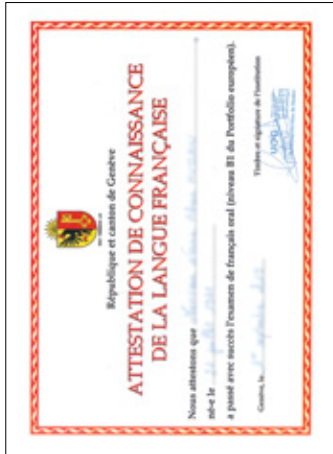 République et canton de Genève
ATTESTATION DE CONNAISSANCE
DE LA LANGUE FRANÇAISE
Nous attestons que
né-e le
a passé avec succès l'examen de français oral (niveau B1 du Portfolio européen).
Timbre et signature de l'institution
Genève, le
UOG